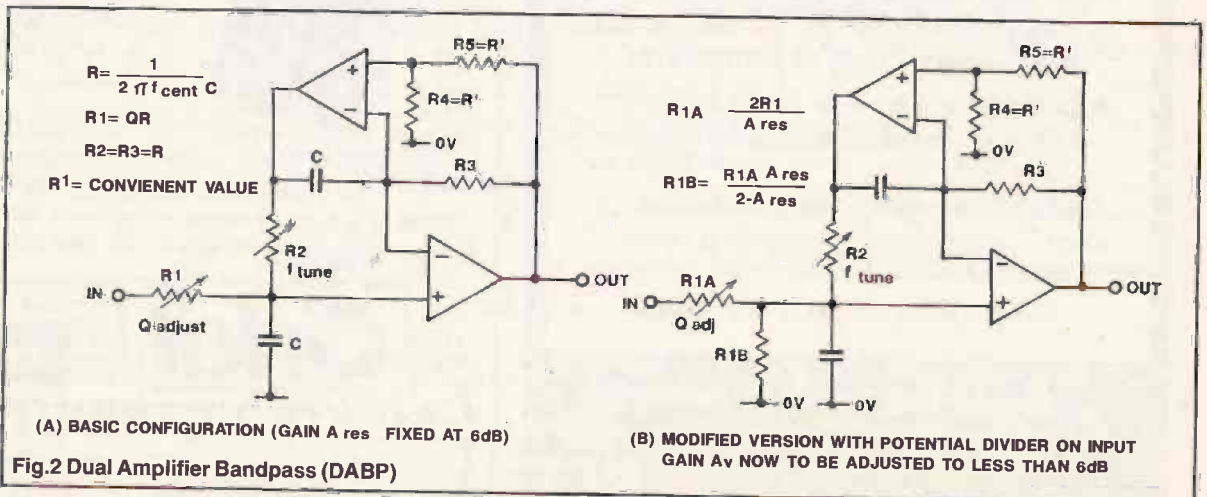 R= 1
2 π f cent C
R1= QR
R2=R3=R
R1= CONVIENENT VALUE
R5=R'
+
R4=R'
−
0V
C
R3
R2
f tune
−
IN
R1
OUT
+
Q adjust
C
(A) BASIC CONFIGURATION (GAIN A res FIXED AT 6dB)
R1A 2R1
A res
R1B= R1A A res
2-A res
R5=R'
+
R4=R'
−
0V
R3
R2
f tune
−
IN
R1A
OUT
+
Q adj
R1B
0V
0V
(B) MODIFIED VERSION WITH POTENTIAL DIVIDER ON INPUT
GAIN Av NOW TO BE ADJUSTED TO LESS THAN 6dB
Fig.2 Dual Amplifier Bandpass (DABP)